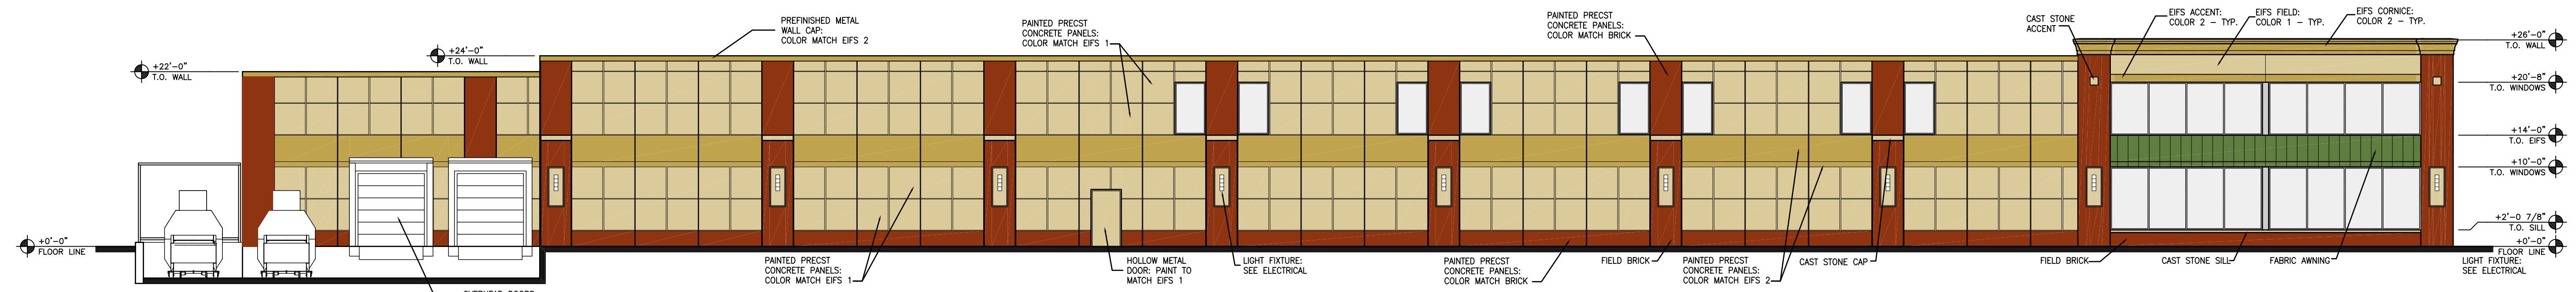 +22'-0"
T.O. WALL
+24'-0"
T.O. WALL
PREFINISHED METAL
WALL CAP:
COLOR MATCH EIFS 2
PAINTED PRECST
CONCRETE PANELS:
COLOR MATCH EIFS 1
PAINTED PRECST
CONCRETE PANELS:
COLOR MATCH BRICK
CAST STONE
ACCENT
EIFS ACCENT:
COLOR 2 - TYP.
EIFS FIELD:
COLOR 1 - TYP.
EIFS CORNICE:
COLOR 2 - TYP.
+26'-0"
T.O. WALL
+20'-8"
T.O. WINDOWS
+14'-0"
T.O. EIFS
+10'-0"
T.O. WINDOWS
+2'-0 7/8"
T.O. SILL
+0'-0"
FLOOR LINE
+0'-0"
FLOOR LINE
PAINTED PRECST
CONCRETE PANELS:
COLOR MATCH EIFS 1
HOLLOW METAL
DOOR: PAINT TO
MATCH EIFS 1
LIGHT FIXTURE:
SEE ELECTRICAL
PAINTED PRECST
CONCRETE PANELS:
COLOR MATCH BRICK
FIELD BRICK
PAINTED PRECST
CONCRETE PANELS:
COLOR MATCH EIFS 2
CAST STONE CAP
FIELD BRICK
CAST STONE SILL
FABRIC AWNING
LIGHT FIXTURE:
SEE ELECTRICAL